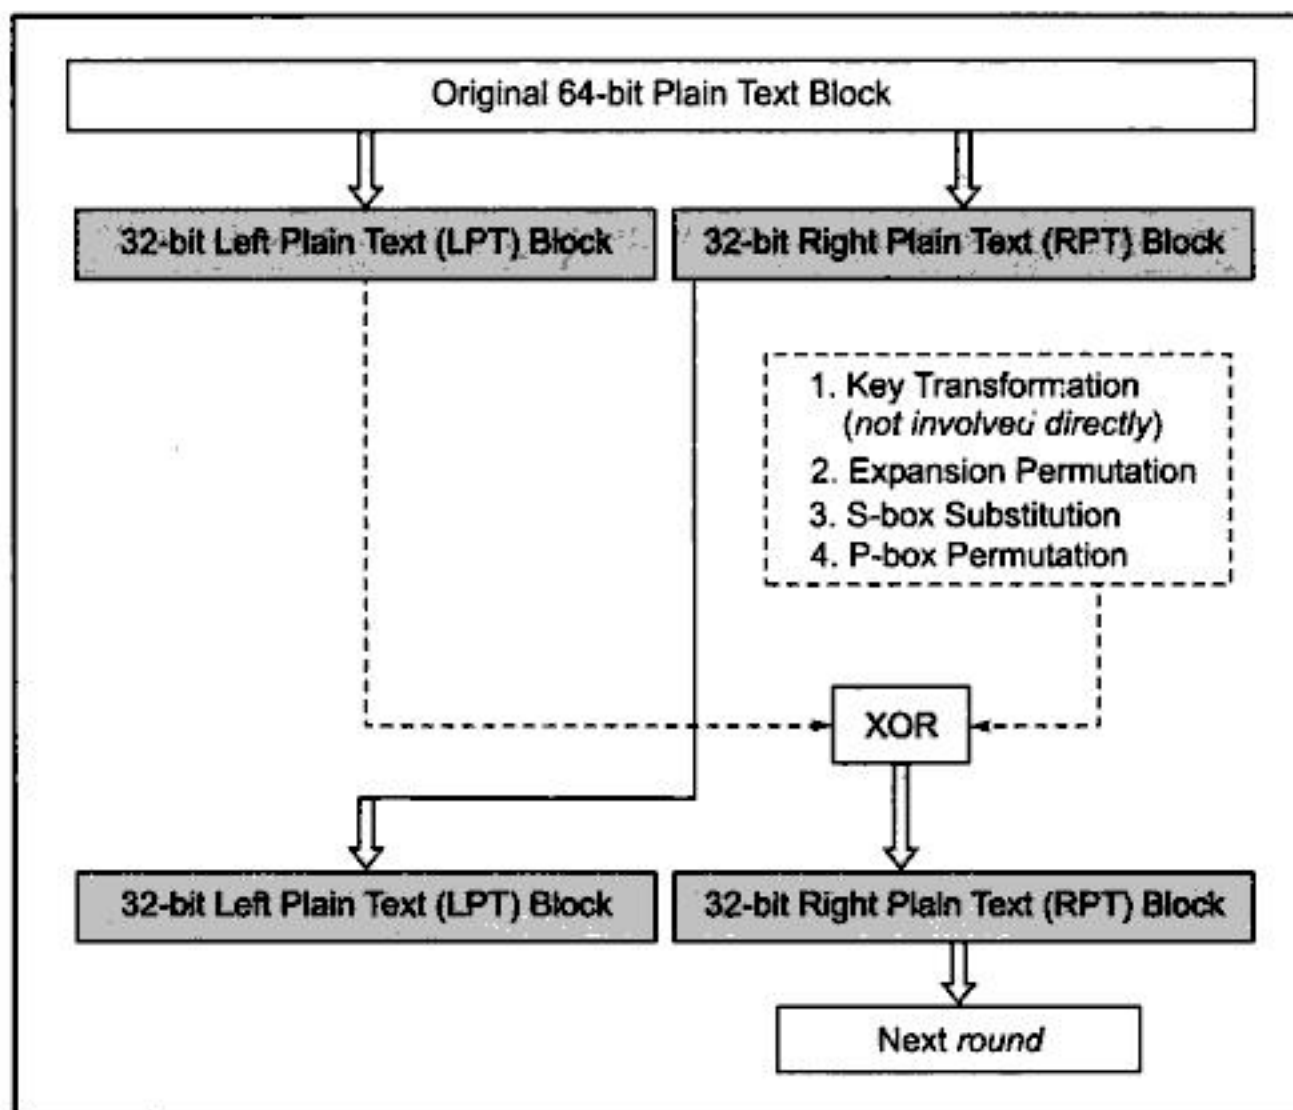 Original 64-bit Plain Text Block
32-bit Left Plain Text (LPT) Block
32-bit Right Plain Text (RPT) Block
1. Key Transformation
(not involved directly)
2. Expansion Permutation
3. S-box Substitution
4. P-box Permutation
XOR
32-bit Left Plain Text (LPT) Block
32-bit Right Plain Text (RPT) Block
Next round